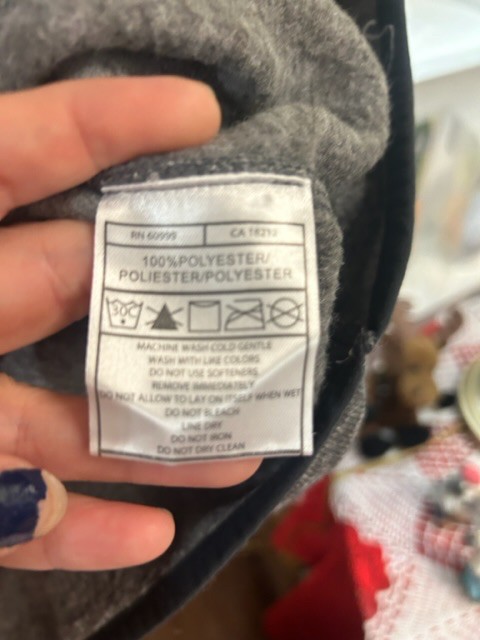 RN 60999 CA 18212
100%POLYESTER/
POLIESTER/POLYESTER
30C
MACHINE WASH COLD GENTLE
WASH WITH LIKE COLORS
DO NOT USE SOFTENERS
REMOVE IMMEDIATELY
DO NOT ALLOW TO LAY ON ITSELF WHEN WET
DO NOT BLEACH
LINE DRY
DO NOT IRON
DO NOT DRY CLEAN